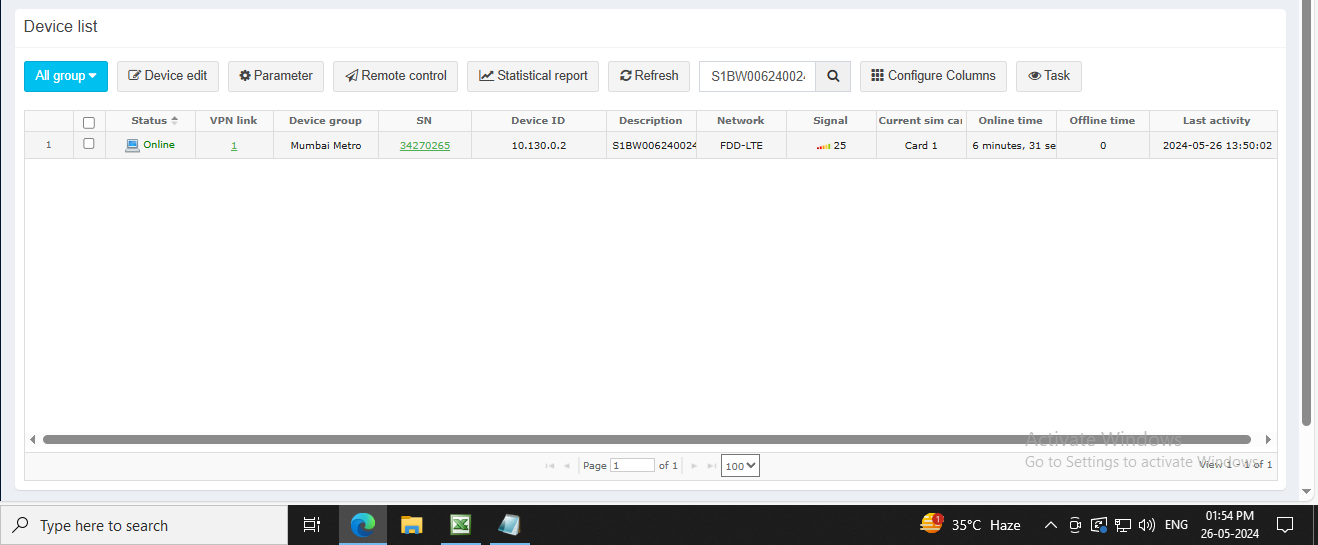 Device list
All group Device edit Parameter Remote control Statistical report Refresh S1BW00624002 Configure Columns Task
Status VPN link Device group SN Device ID Description Network Signal Current sim car Online time Offline time Last activity
1 Online 1 Mumbai Metro 34270265 10.130.0.2 S1BW006240024 FDD-LTE 25 Card 1 6 minutes, 31 se 0 2024-05-26 13:50:02
Activate Windows
Page 1 of 1 100 View 1 - 1 of 1
Go to Settings to activate Windows.
Type here to search 1 35°C Haze ENG 01:54 PM
26-05-2024